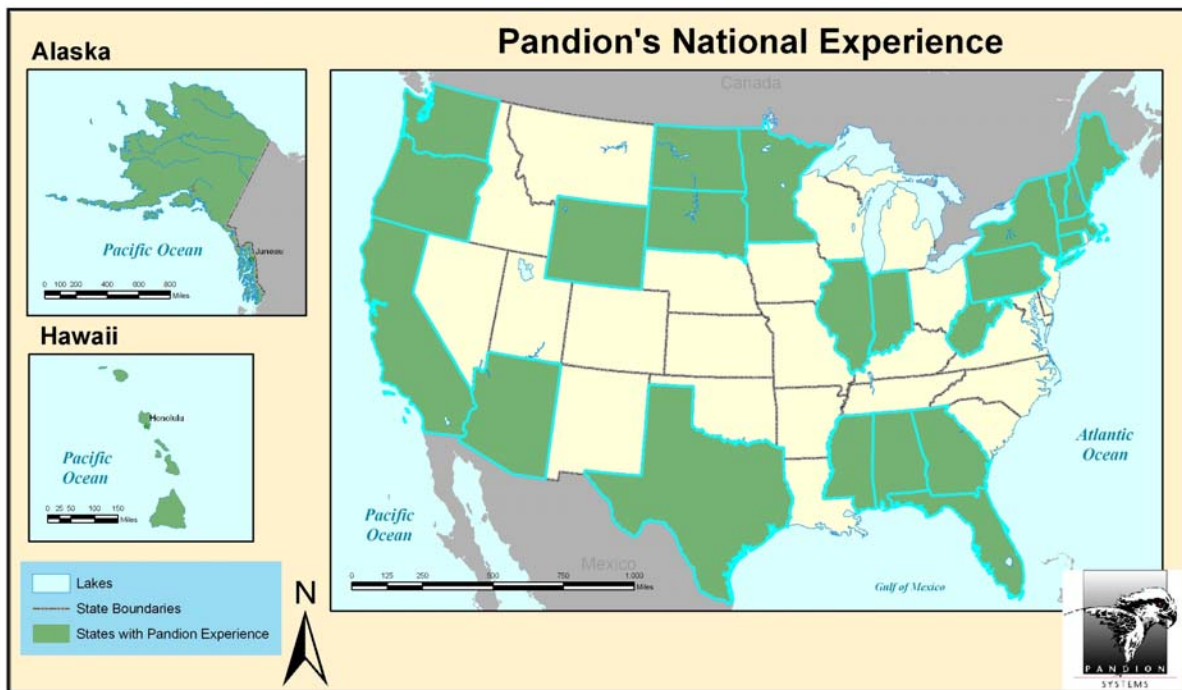 Pandion's National Experience
Alaska
Pacific Ocean
Juneau
0 100 200 400 600 800
Miles
Hawaii
Honolulu
Pacific
Ocean
0 25 50 100 150
Miles
Canada
Pacific
Ocean
Mexico
Atlantic
Ocean
Gulf of Mexico
0 125 250 500 750 1,000
Miles
Lakes
State Boundaries
States with Pandion Experience
N
PANDION
SYSTEMS